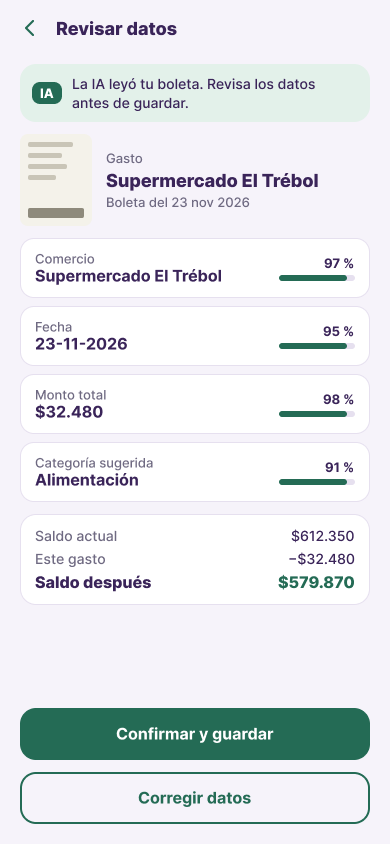 Revisar datos
IA
La IA leyó tu boleta. Revisa los datos
antes de guardar.
Gasto
Supermercado El Trébol
Boleta del 23 nov 2026
Comercio
97 %
Supermercado El Trébol
Fecha
95 %
23-11-2026
Monto total
98 %
$32.480
Categoría sugerida
91 %
Alimentación
Saldo actual $612.350
Este gasto −$32.480
Saldo después $579.870
Confirmar y guardar
Corregir datos